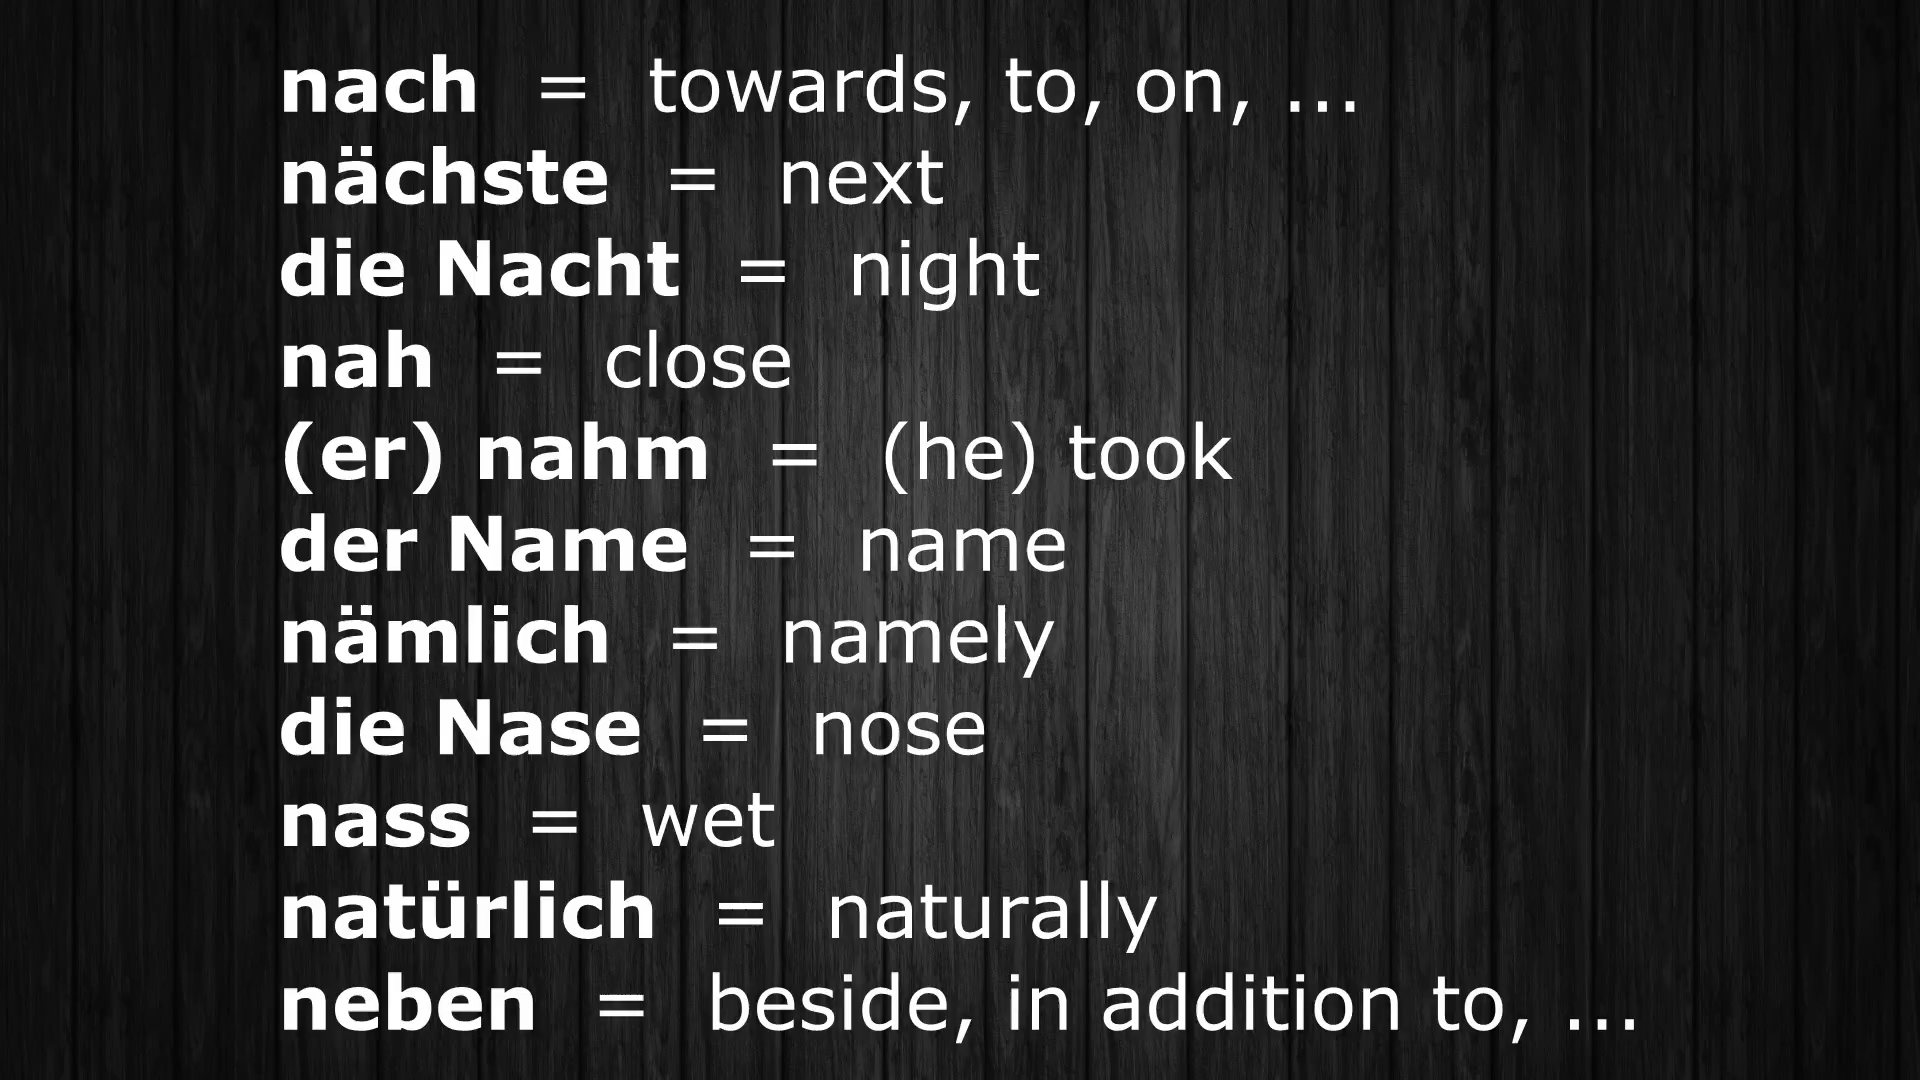 nach = towards, to, on, ...
nächste = next
die Nacht = night
nah = close
(er) nahm = (he) took
der Name = name
nämlich = namely
die Nase = nose
nass = wet
natürlich = naturally
neben = beside, in addition to, ...